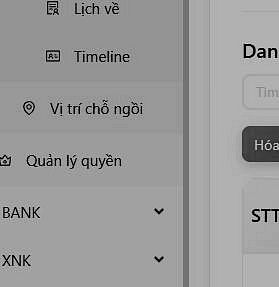 Lịch về
Timeline
Vị trí chỗ ngồi
Quản lý quyền
BANK
XNK
Dan
Tìm
Hóa
STT